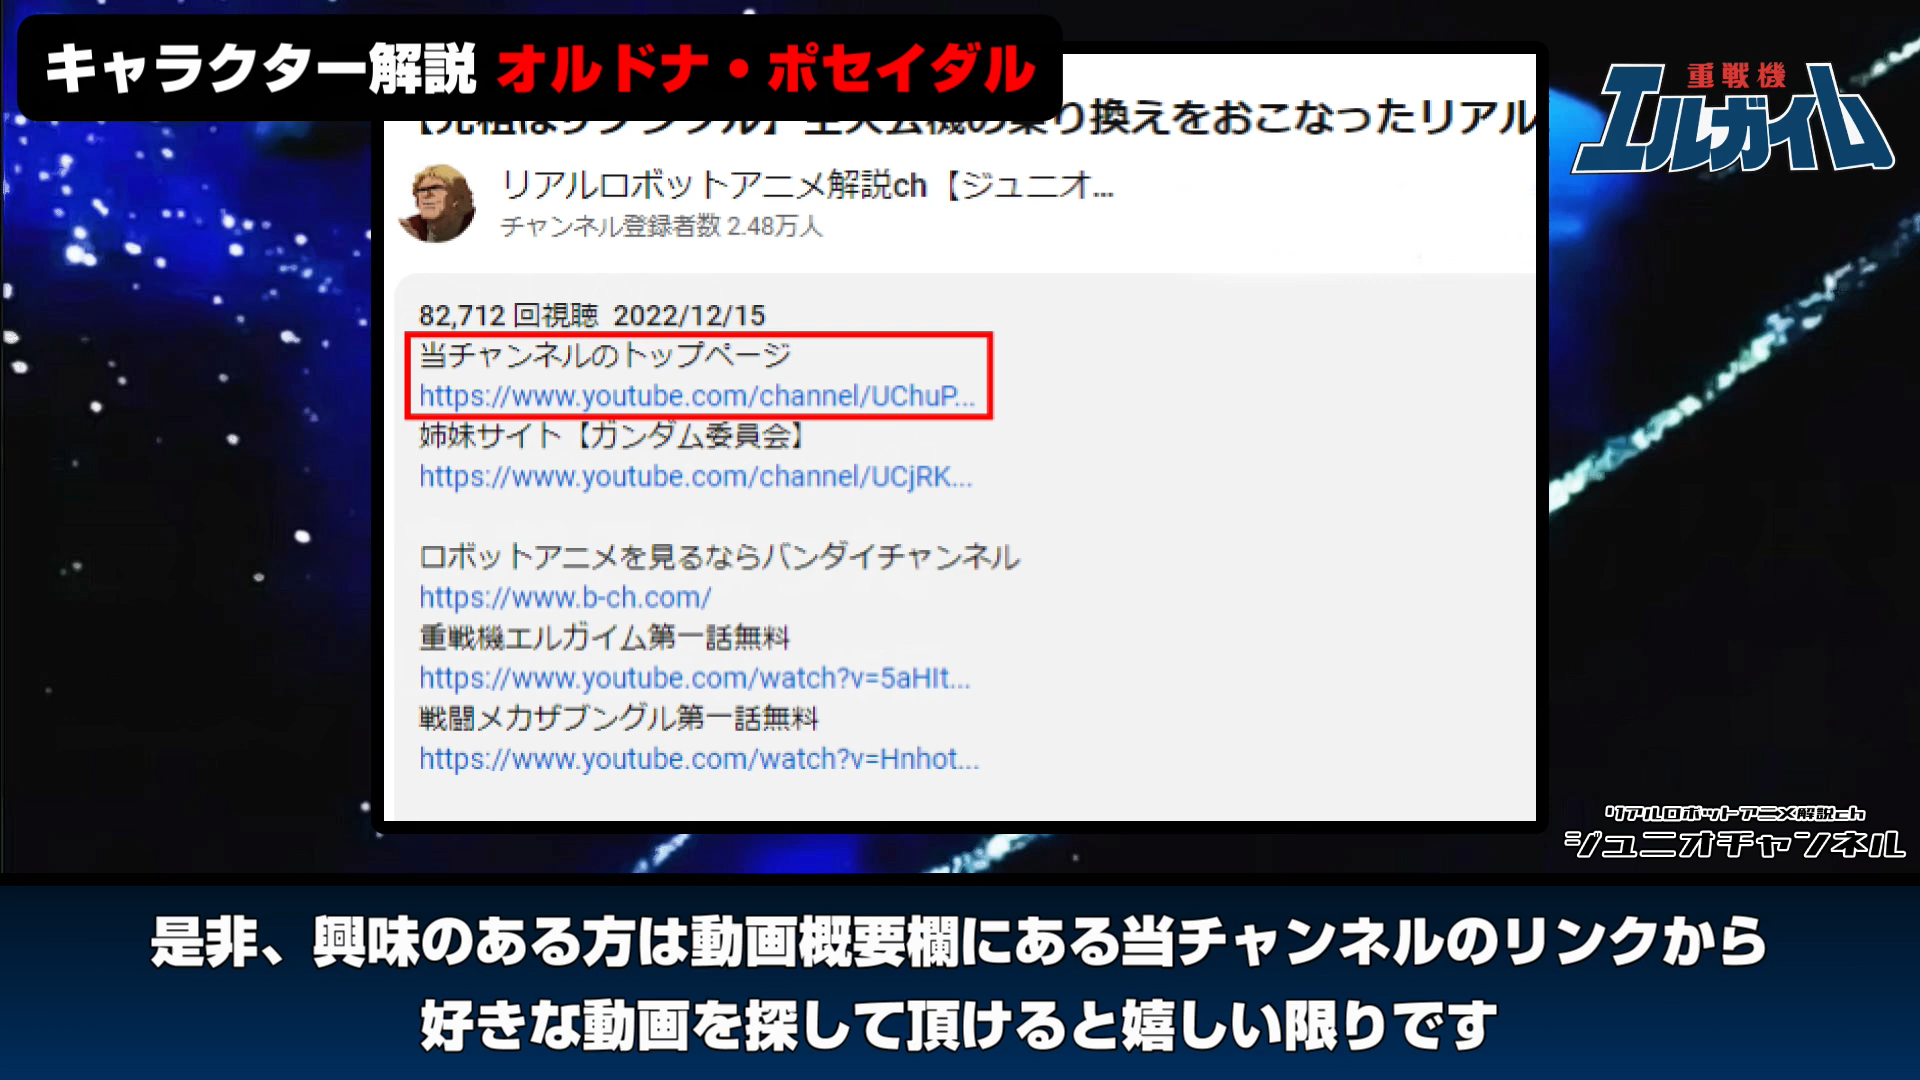 キャラクター解説 オルドナ・ポセイダル
重戦機
エルガイム
乗り換えをおこなったリアル
リアルロボットアニメ解説ch【ジュニオ...
チャンネル登録者数 2.48万人
82,712 回視聴 2022/12/15
当チャンネルのトップページ
https://www.youtube.com/channel/UChuP...
姉妹サイト【ガンダム委員会】
https://www.youtube.com/channel/UCjRK...
ロボットアニメを見るならバンダイチャンネル
https://www.b-ch.com/
重戦機エルガイム第一話無料
https://www.youtube.com/watch?v=5aHIt...
戦闘メカザブングル第一話無料
https://www.youtube.com/watch?v=Hnhot...
リアルロボットアニメ解説ch
ジュニオチャンネル
是非、興味のある方は動画概要欄にある当チャンネルのリンクから
好きな動画を探して頂けると嬉しい限りです